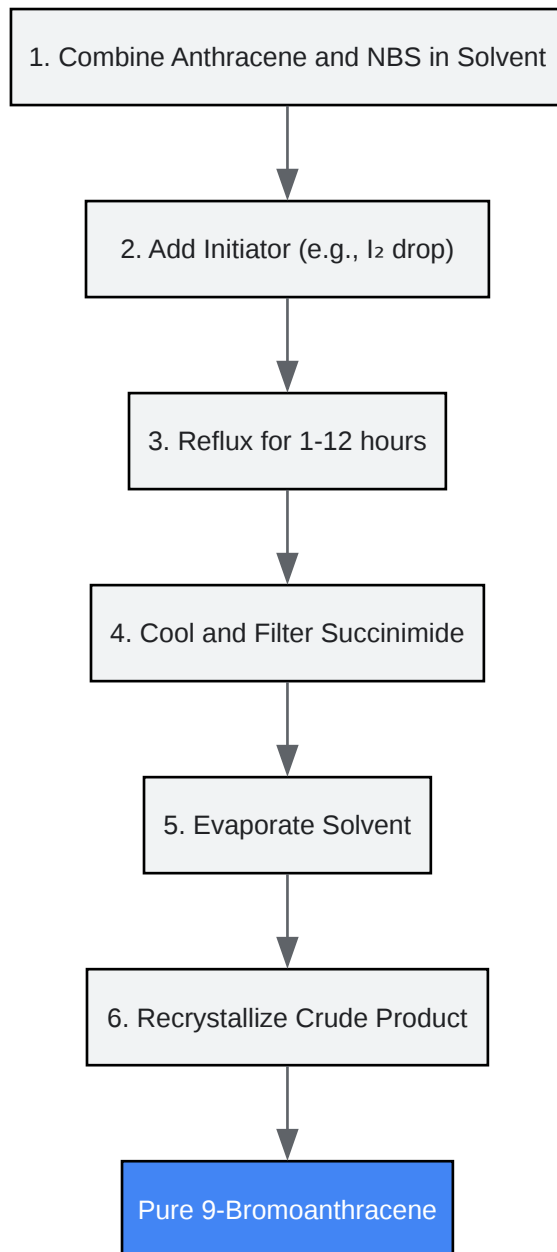 1. Combine Anthracene and NBS in Solvent
2. Add Initiator (e.g., I₂ drop)
3. Reflux for 1-12 hours
4. Cool and Filter Succinimide
5. Evaporate Solvent
6. Recrystallize Crude Product
Pure 9-Bromoanthracene